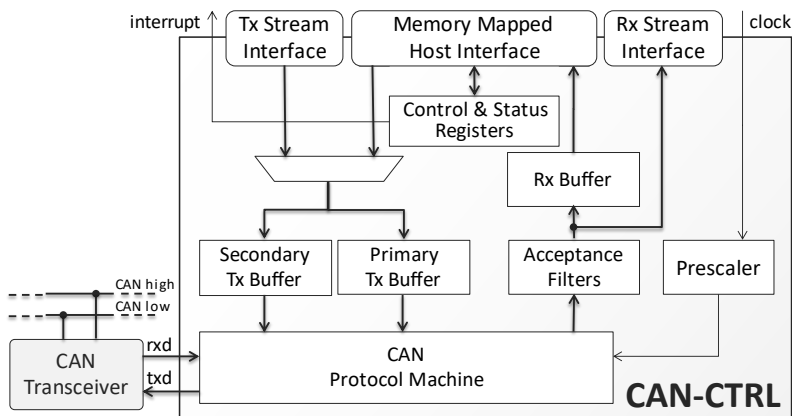 interrupt
Tx Stream
Interface
Memory Mapped
Host Interface
Rx Stream
Interface
clock
Control & Status
Registers
Rx Buffer
Secondary
Tx Buffer
Primary
Tx Buffer
Acceptance
Filters
Prescaler
CAN high
CAN low
CAN
Transceiver
rxd
txd
CAN
Protocol Machine
CAN-CTRL